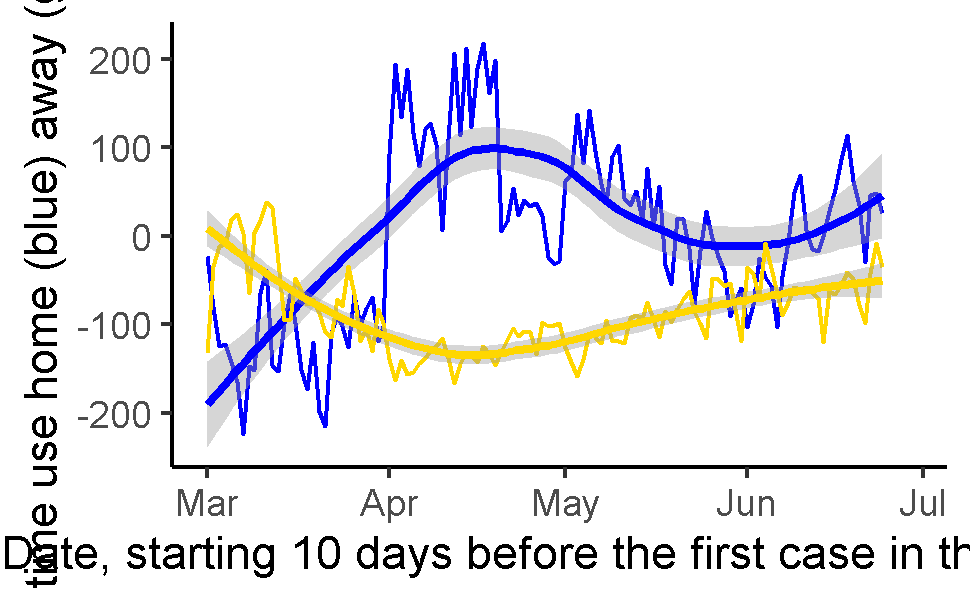 time use home (blue) away (
200
100
0
-100
-200
Mar Apr May Jun Jul
Date, starting 10 days before the first case in th